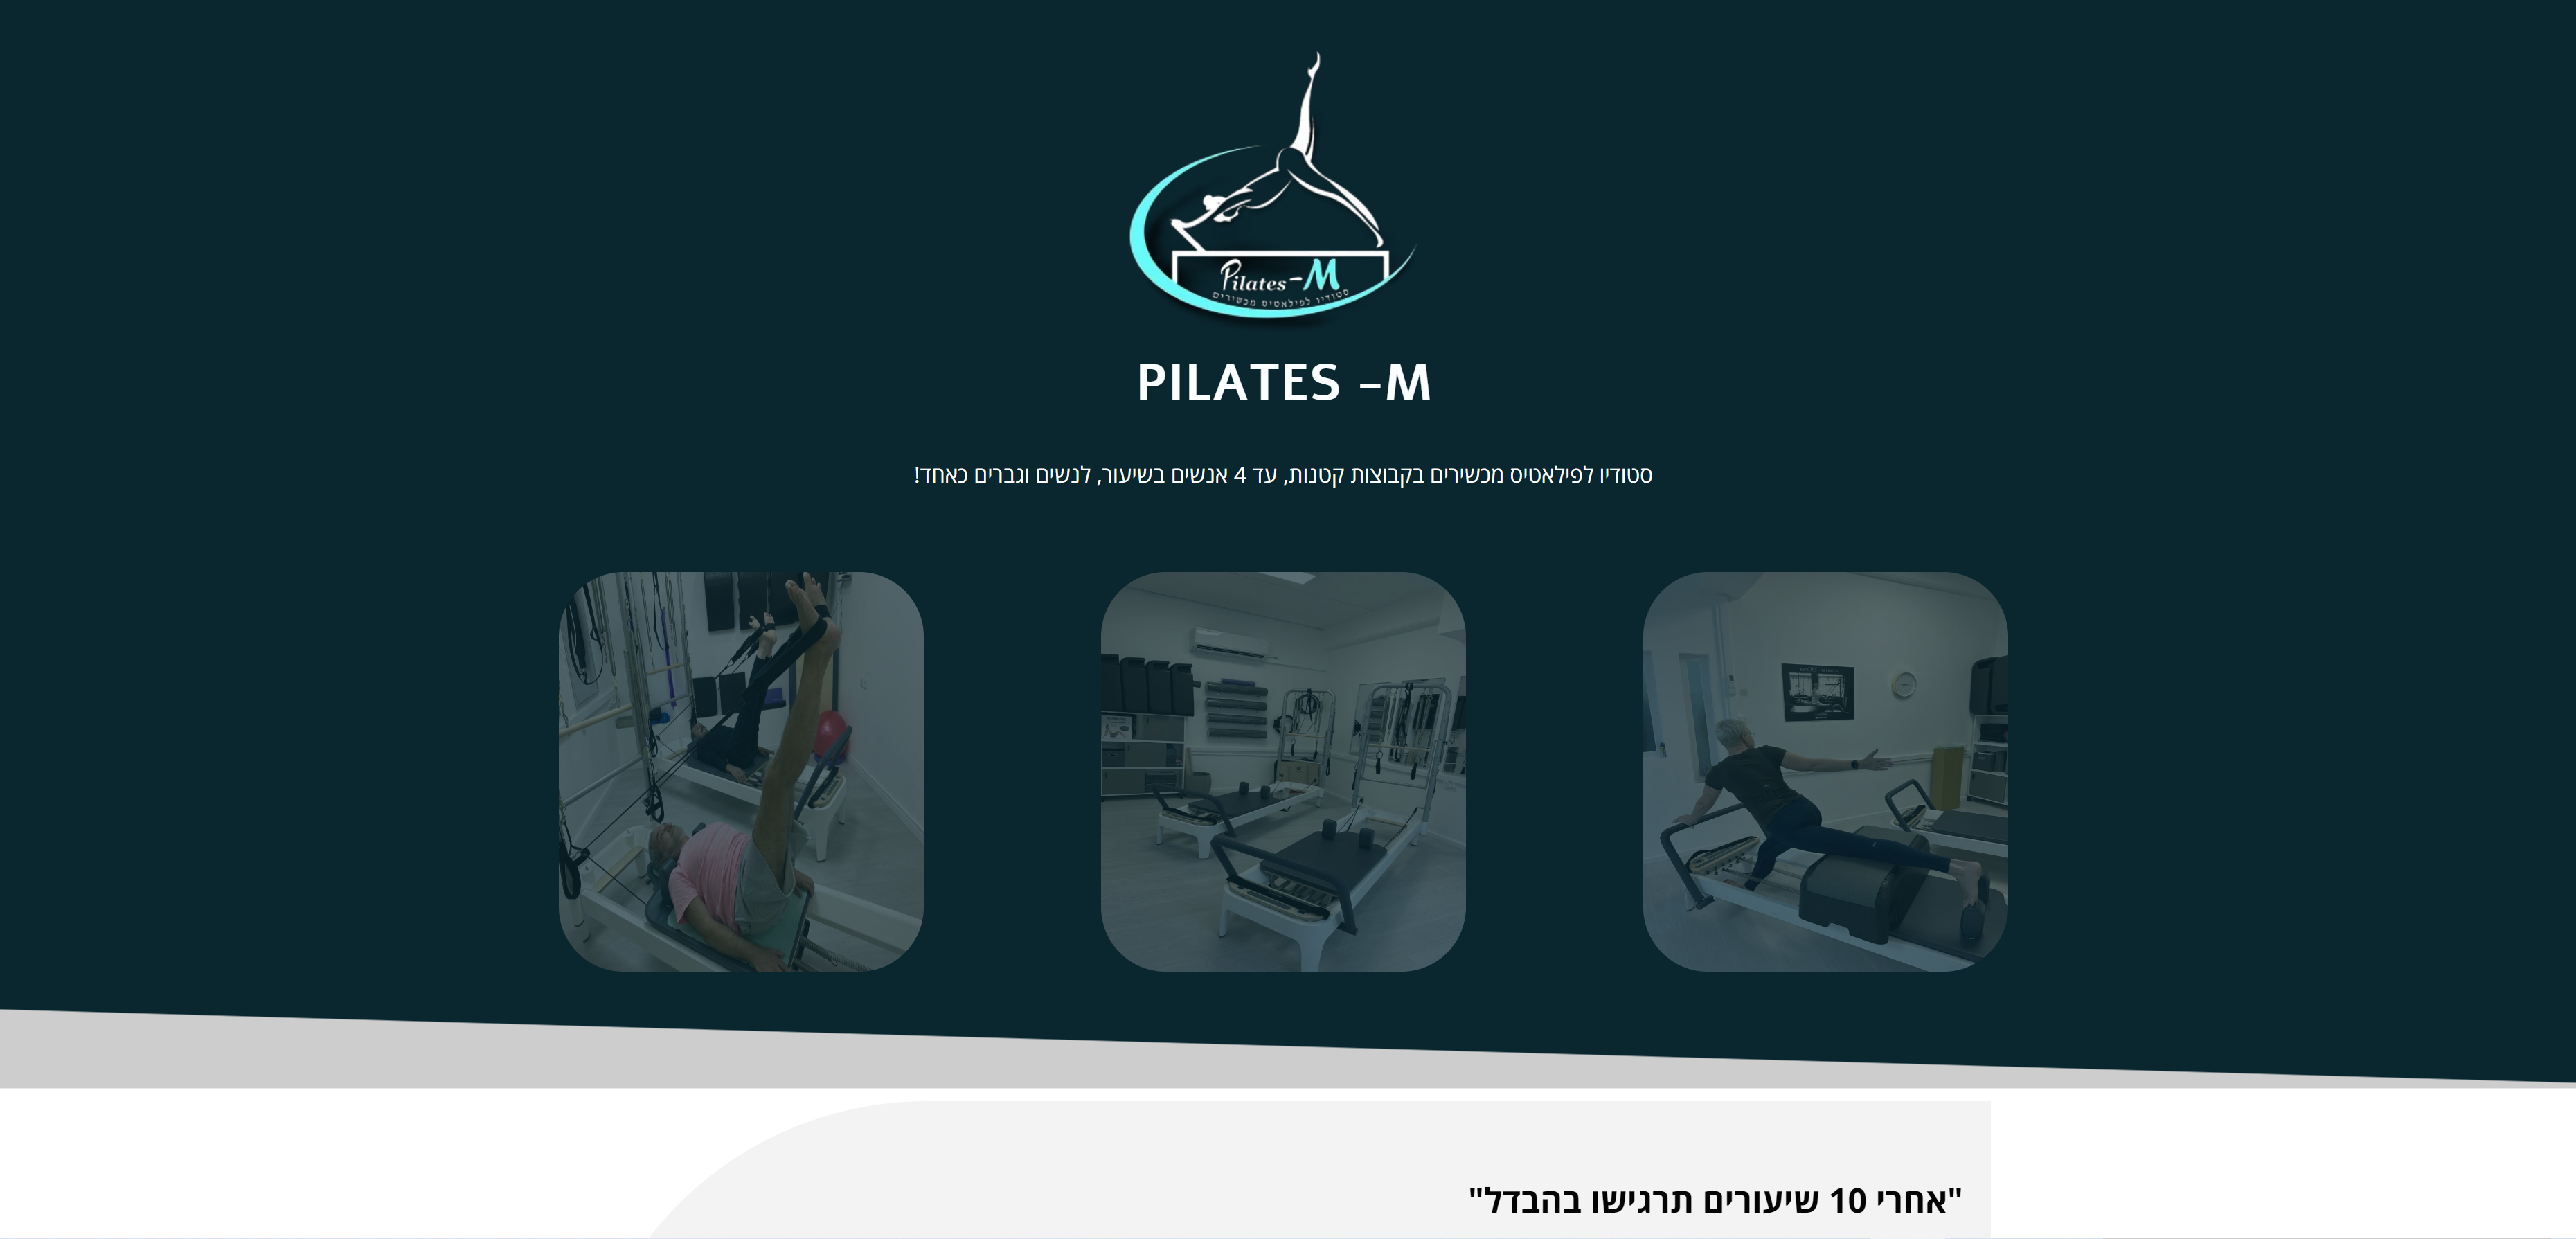 Pilates-M
סטודיו לפילאטיס מכשירים
PILATES –M
סטודיו לפילאטיס מכשירים בקבוצות קטנות, עד 4 אנשים בשיעור, לנשים וגברים כאחד!
"אחרי 10 שיעורים תרגישו בהבדל"